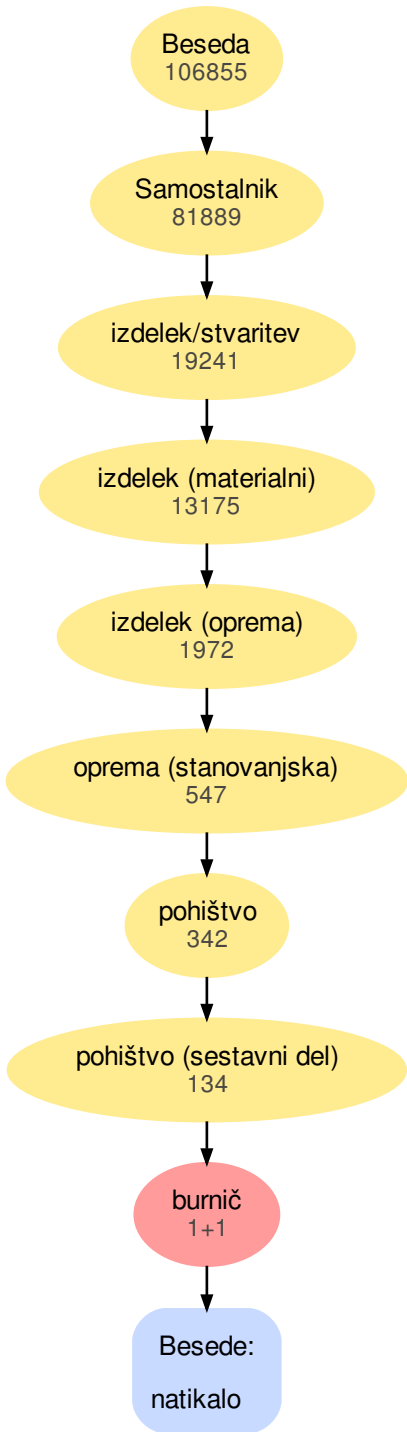 Beseda
106855
Samostalnik
81889
izdelek/stvaritev
19241
izdelek (materialni)
13175
izdelek (oprema)
1972
oprema (stanovanjska)
547
pohištvo
342
pohištvo (sestavni del)
134
burnič
1+1
Besede:
natikalo